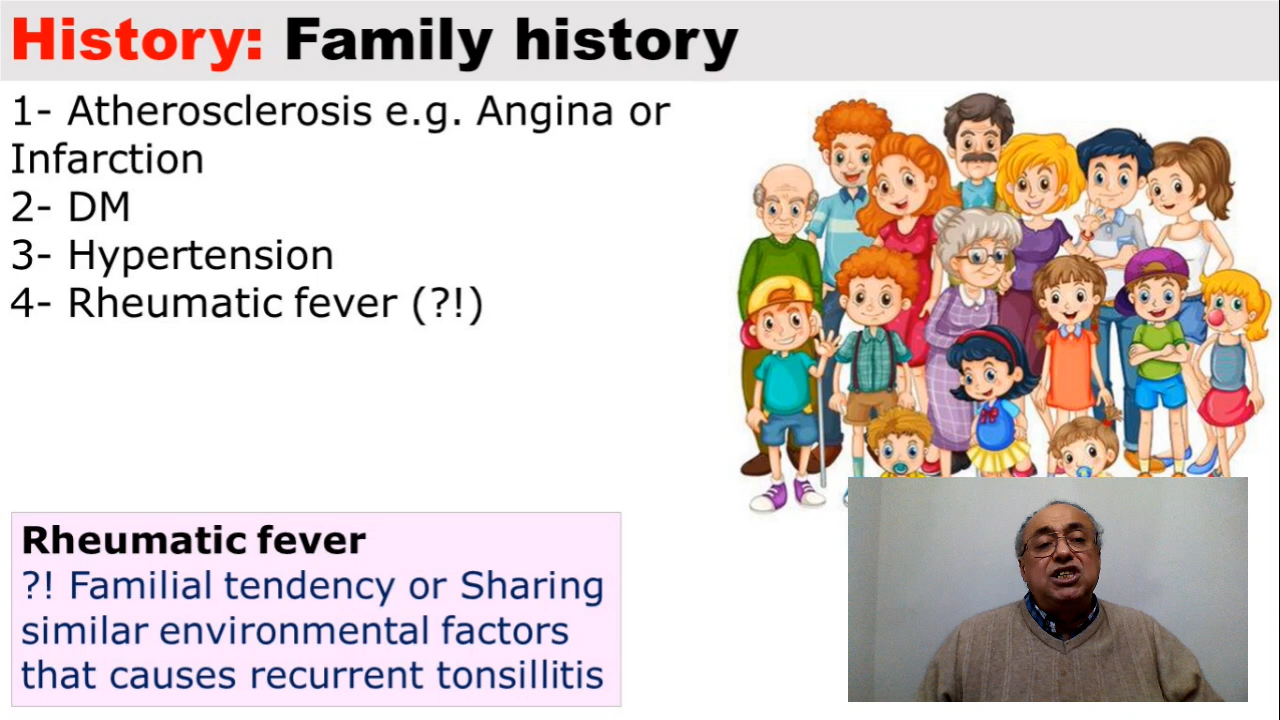 History: Family history
1- Atherosclerosis e.g. Angina or
Infarction
2- DM
3- Hypertension
4- Rheumatic fever (?!)
Rheumatic fever
?! Familial tendency or Sharing
similar environmental factors
that causes recurrent tonsillitis